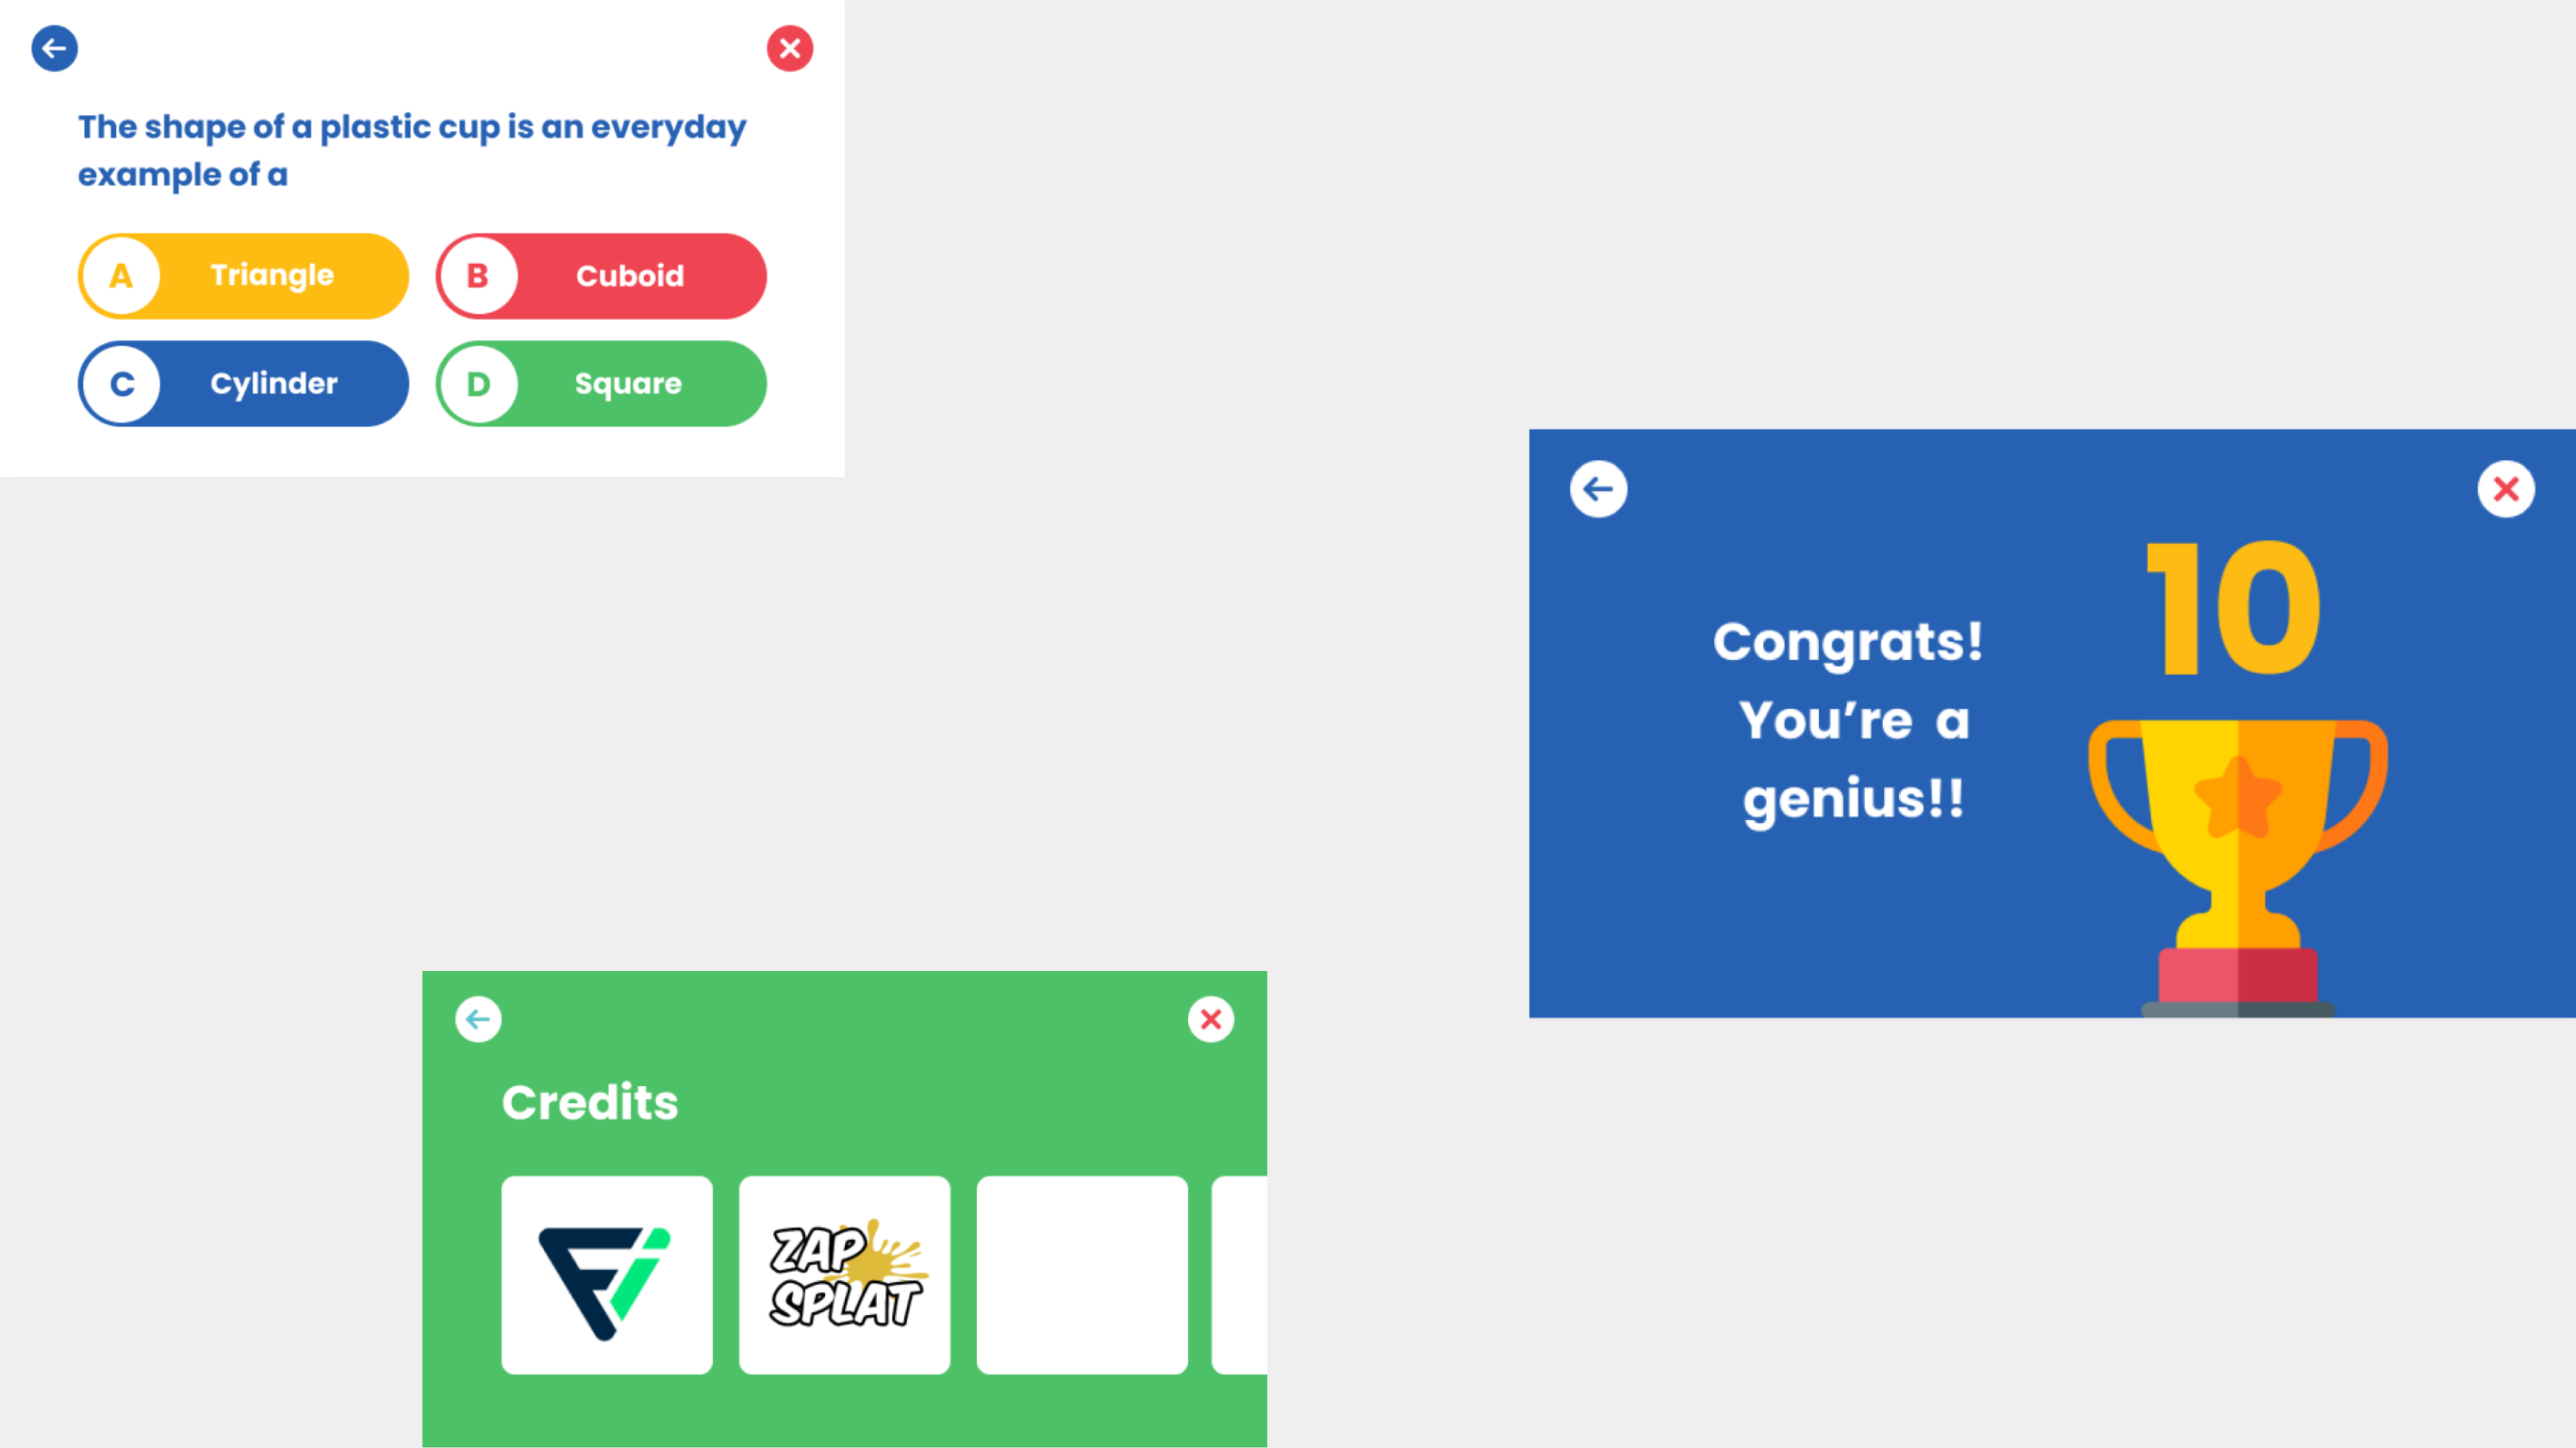 The shape of a plastic cup is an everyday
example of a
A Triangle
B Cuboid
C Cylinder
D Square
10
Congrats!
You’re a
genius!!
Credits
ZAP
SPLAT